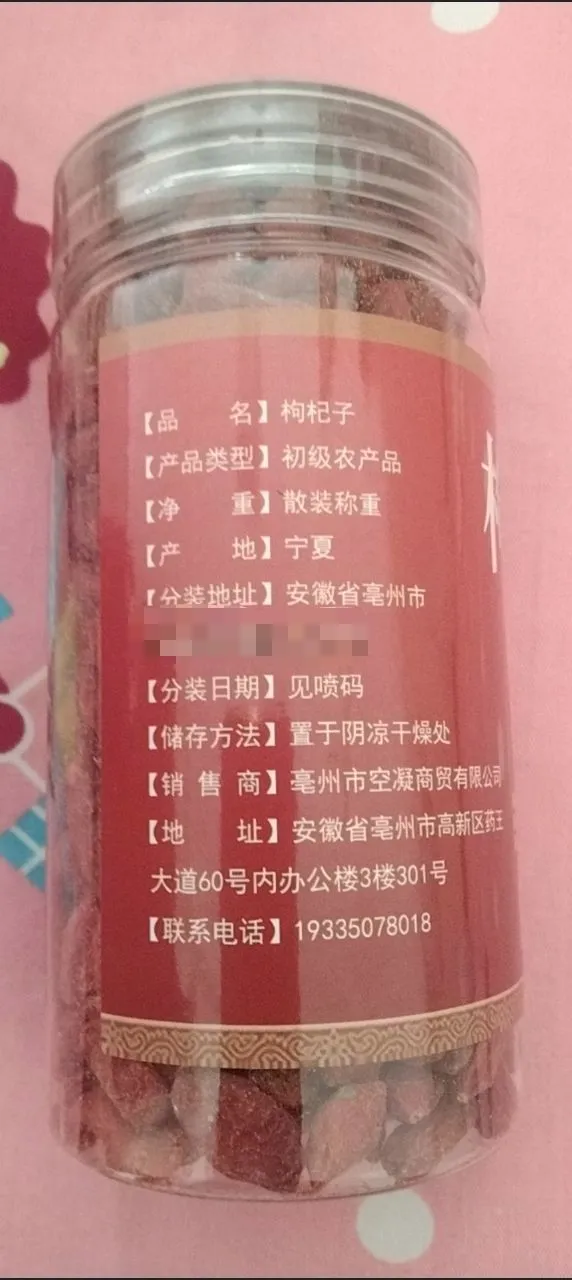 【品 名】枸杞子
【产品类型】初级农产品
【净 重】散装称重
【产 地】宁夏
【分装地址】安徽省亳州市
【分装日期】见喷码
【储存方法】置于阴凉干燥处
【销售商】亳州市空凝商贸有限公司
【地 址】安徽省亳州市高新区药王
大道60号内办公楼3楼301号
【联系电话】19335078018